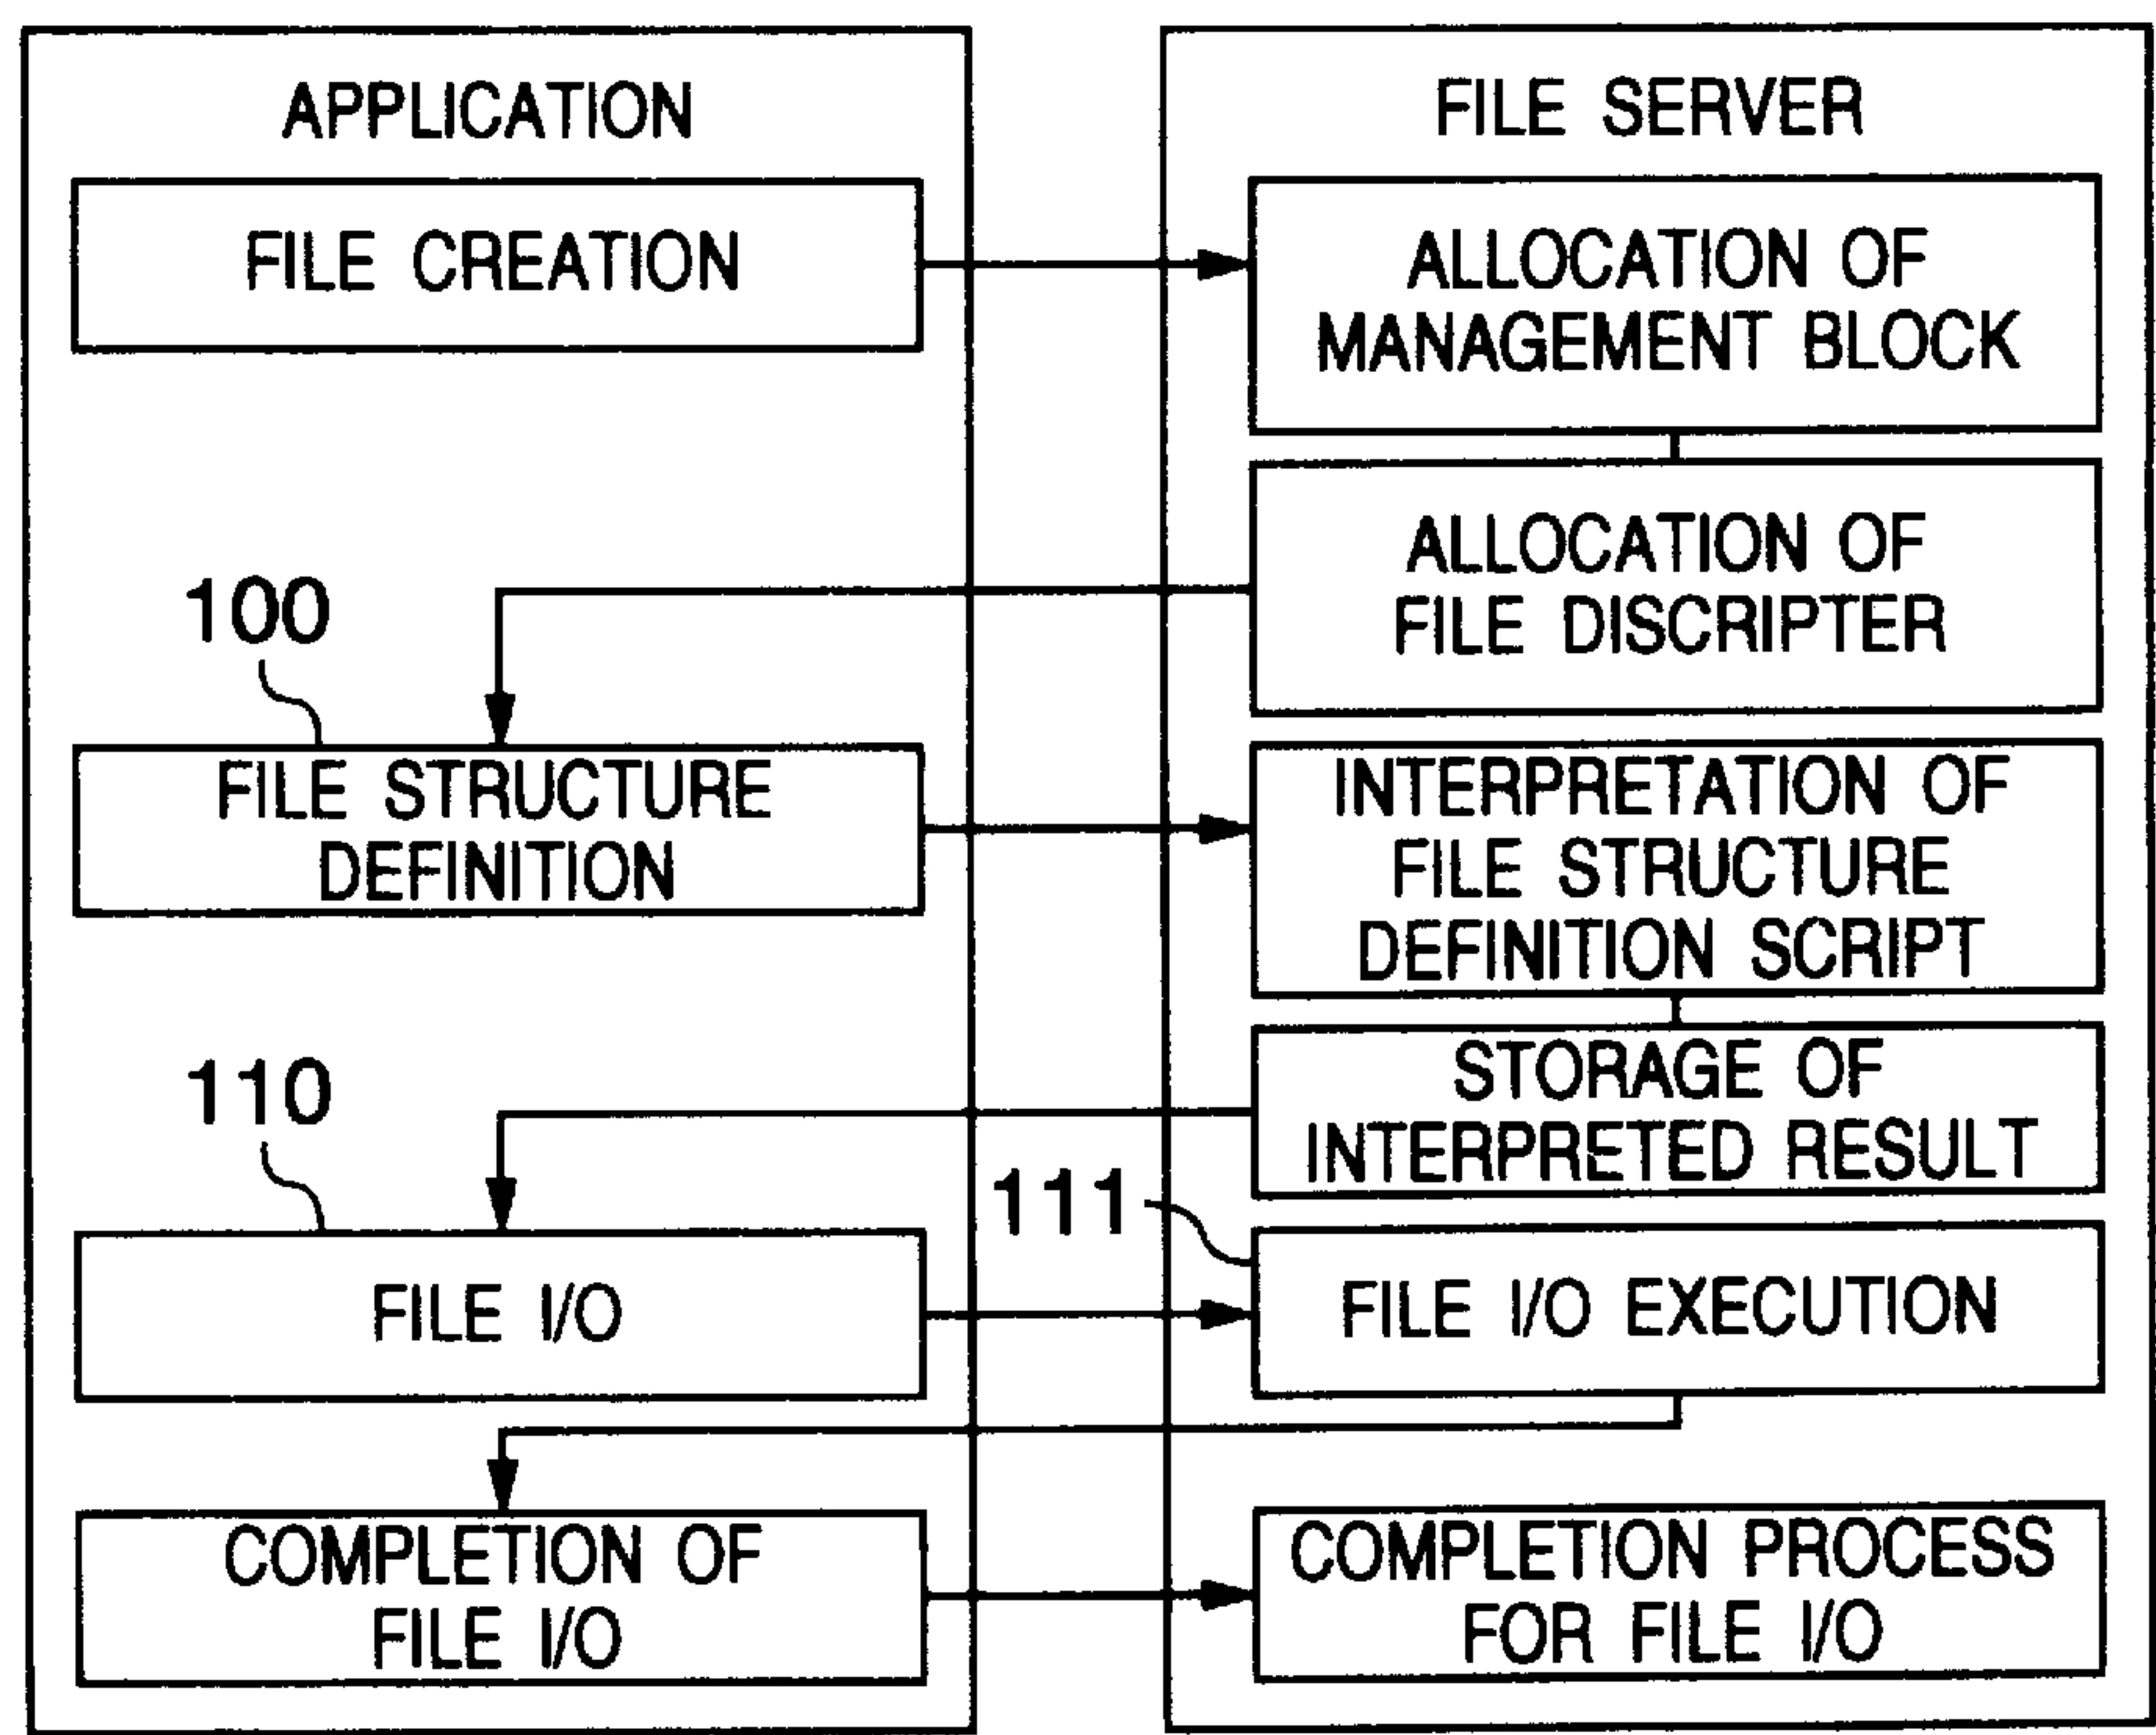 APPLICATION
FILE SERVER
FILE CREATION
ALLOCATION OF
MANAGEMENT BLOCK
ALLOCATION OF
FILE DISCRIPTER
100
FILE STRUCTURE
DEFINITION
INTERPRETATION OF
FILE STRUCTURE
DEFINITION SCRIPT
STORAGE OF
INTERPRETED RESULT
110
FILE I/O
111
FILE I/O EXECUTION
COMPLETION OF
FILE I/O
COMPLETION PROCESS
FOR FILE I/O